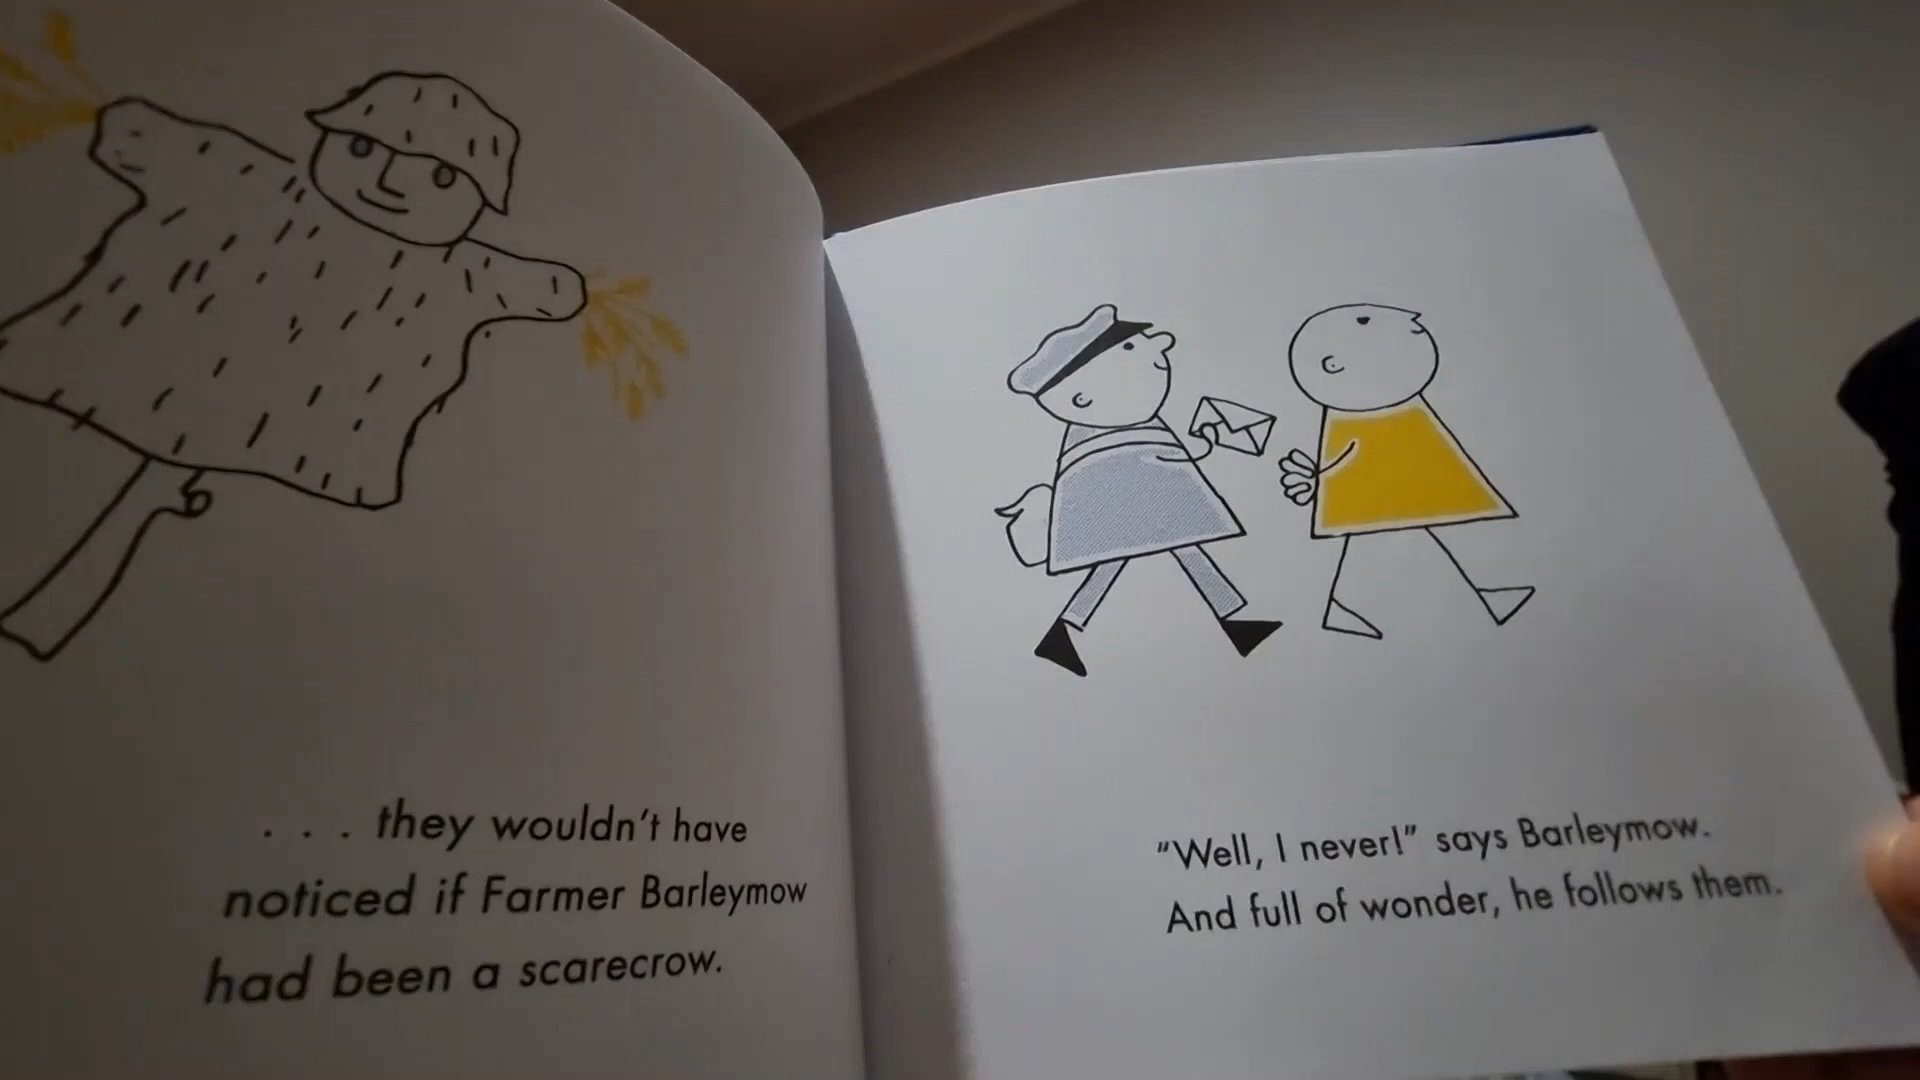 . . . they wouldn't have
noticed if Farmer Barleymow
had been a scarecrow.
"Well, I never!" says Barleymow.
And full of wonder, he follows them.